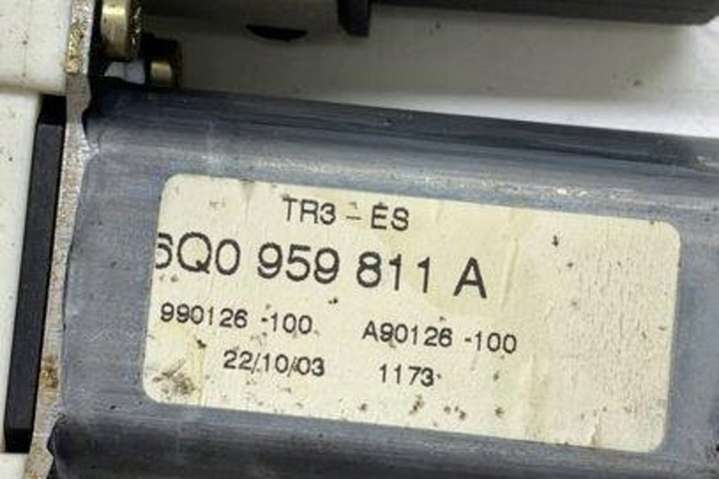 TR3 - ES
6Q0 959 811 A
990126 -100 A90126 -100
22/10/03 1173